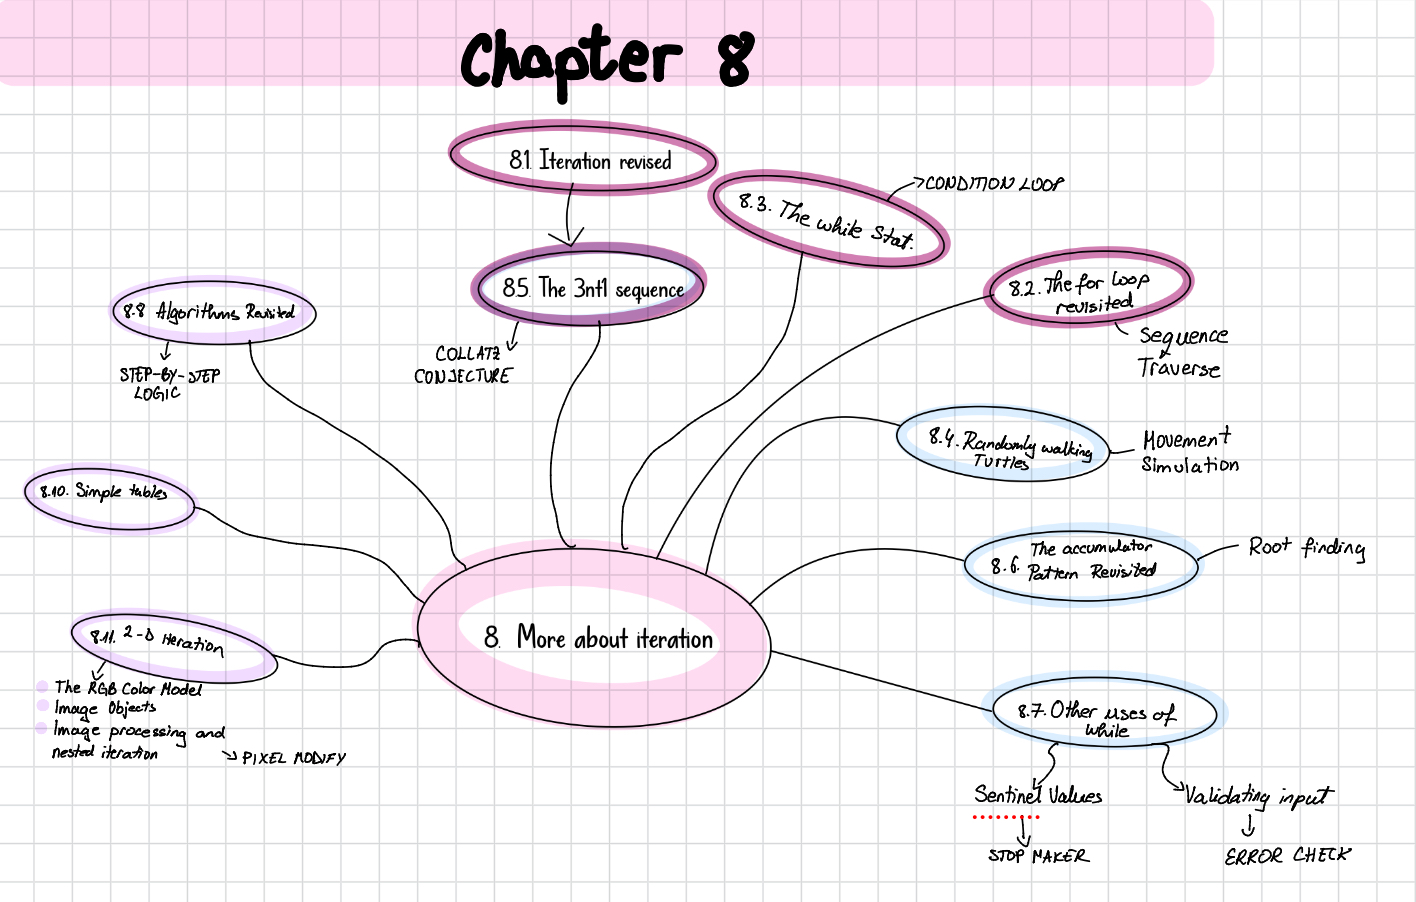 Chapter 8
8.1 Iteration revised
8.3. The while Stat.
CONDITION LOOP
8.5. The 3n+1 sequence
COLLATZ
CONJECTURE
8.2. The for loop
revisited
Sequence
Traverse
8.8 Algorithms Revisited
STEP-BY-STEP
LOGIC
8.4. Randomly walking
Turtles
Movement
Simulation
8.10. Simple tables
8.6. The accumulator
Pattern Revisited
Root finding
8. More about iteration
8.11. 2-D iteration
The RGB Color Model
Image Objects
Image processing and
nested iteration
PIXEL MODIFY
8.7. Other uses of
while
Sentinel Values
STOP MAKER
Validating input
ERROR CHECK